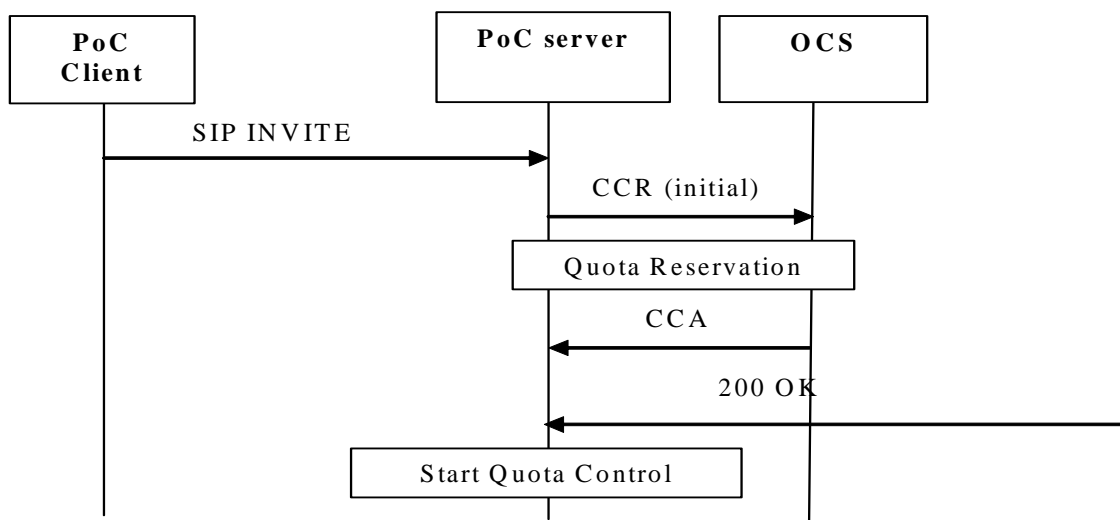 PoC
Client
PoC server
OCS
SIP INVITE
CCR (initial)
Quota Reservation
CCA
200 OK
Start Quota Control